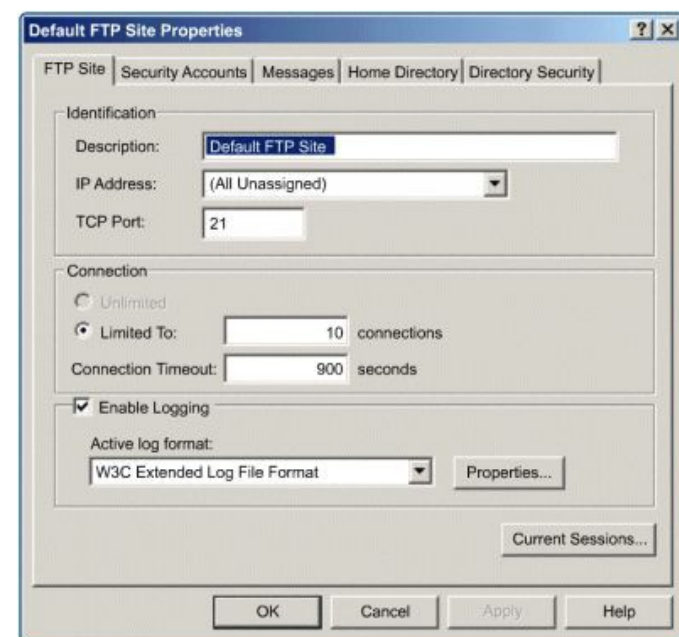 Default FTP Site Properties ? ×
FTP Site Security Accounts Messages Home Directory Directory Security
Identification
Description: Default FTP Site
IP Address: (All Unassigned)
TCP Port: 21
Connection
Unlimited
Limited To: 10 connections
Connection Timeout: 900 seconds
Enable Logging
Active log format:
W3C Extended Log File Format Properties...
Current Sessions...
OK Cancel Apply Help